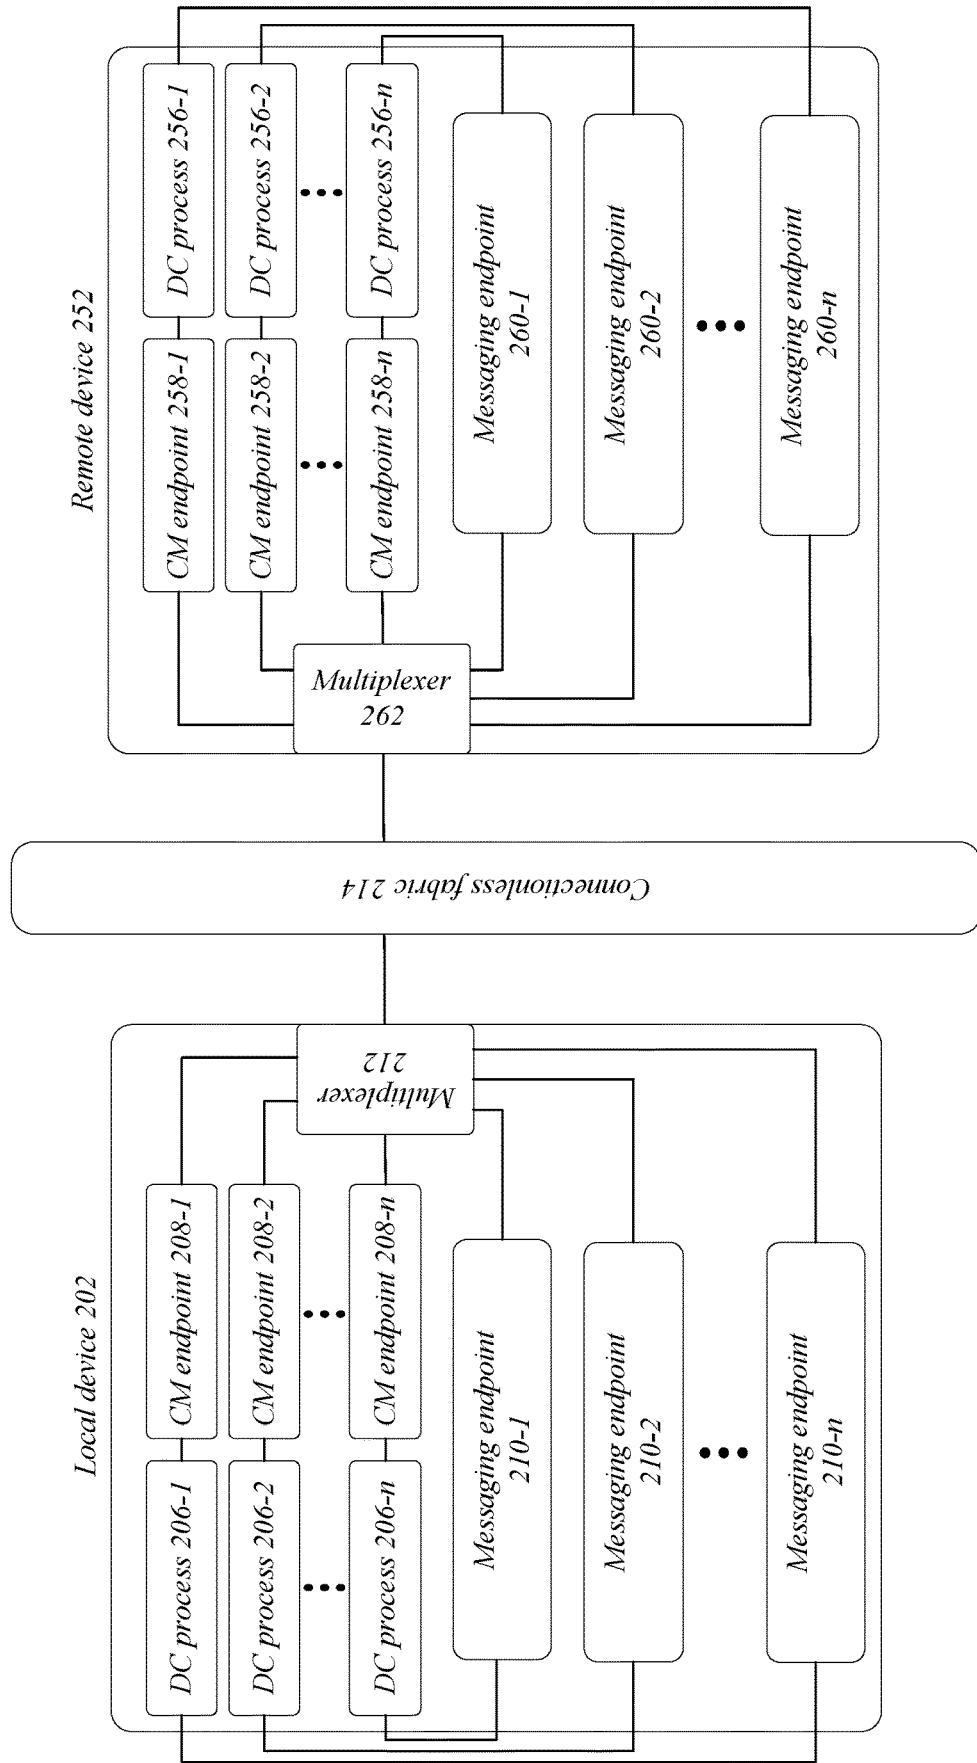 Local device 202
DC process 206-1
CM endpoint 208-1
DC process 206-2
CM endpoint 208-2
DC process 206-n
CM endpoint 208-n
Messaging endpoint
210-1
Messaging endpoint
210-2
Messaging endpoint
210-n
Multiplexer
212
Connectionless fabric 214
Remote device 252
Multiplexer
262
CM endpoint 258-1
DC process 256-1
CM endpoint 258-2
DC process 256-2
CM endpoint 258-n
DC process 256-n
Messaging endpoint
260-1
Messaging endpoint
260-2
Messaging endpoint
260-n